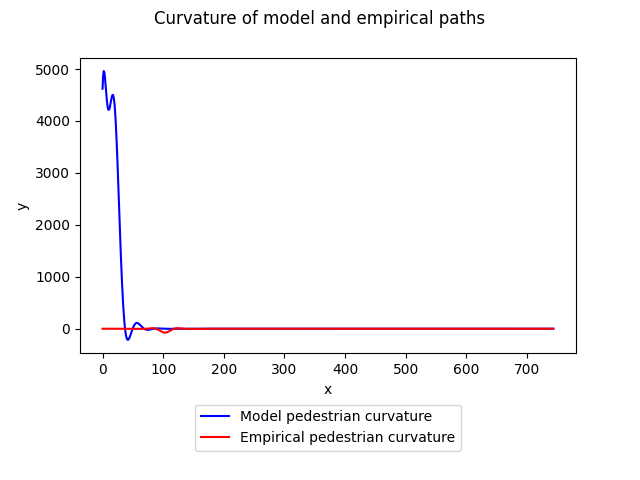 Curvature of model and empirical paths
5000
4000
3000
2000
1000
0
y
0 100 200 300 400 500 600 700
x
Model pedestrian curvature
Empirical pedestrian curvature